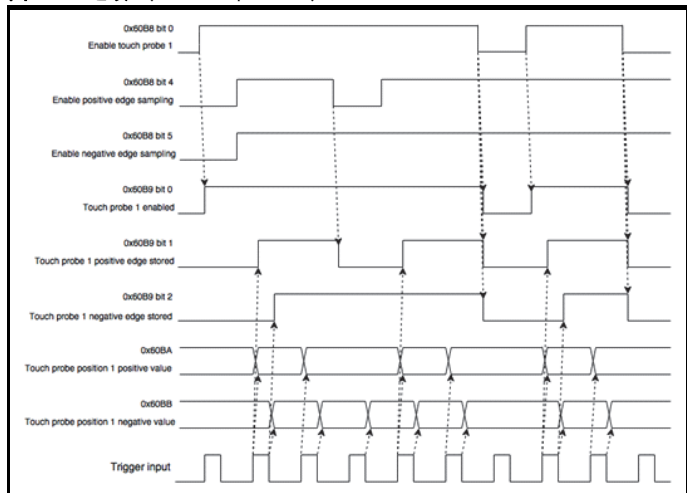 0x60B8 bit 0
Enable touch probe 1
0x60B8 bit 4
Enable positive edge sampling
0x60B8 bit 5
Enable negative edge sampling
0x60B9 bit 0
Touch probe 1 enabled
0x60B9 bit 1
Touch probe 1 positive edge stored
0x60B9 bit 2
Touch probe 1 negative edge stored
0x60BA
Touch probe position 1 positive value
0x60BB
Touch probe position 1 negative value
Trigger input